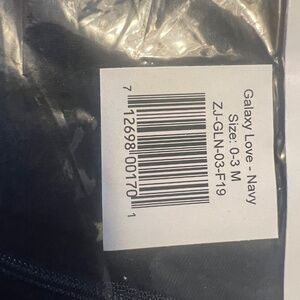 Galaxy Love - Navy
Size: 0-3 M
ZJ-GLN-03-F19
7 12698 00170 1